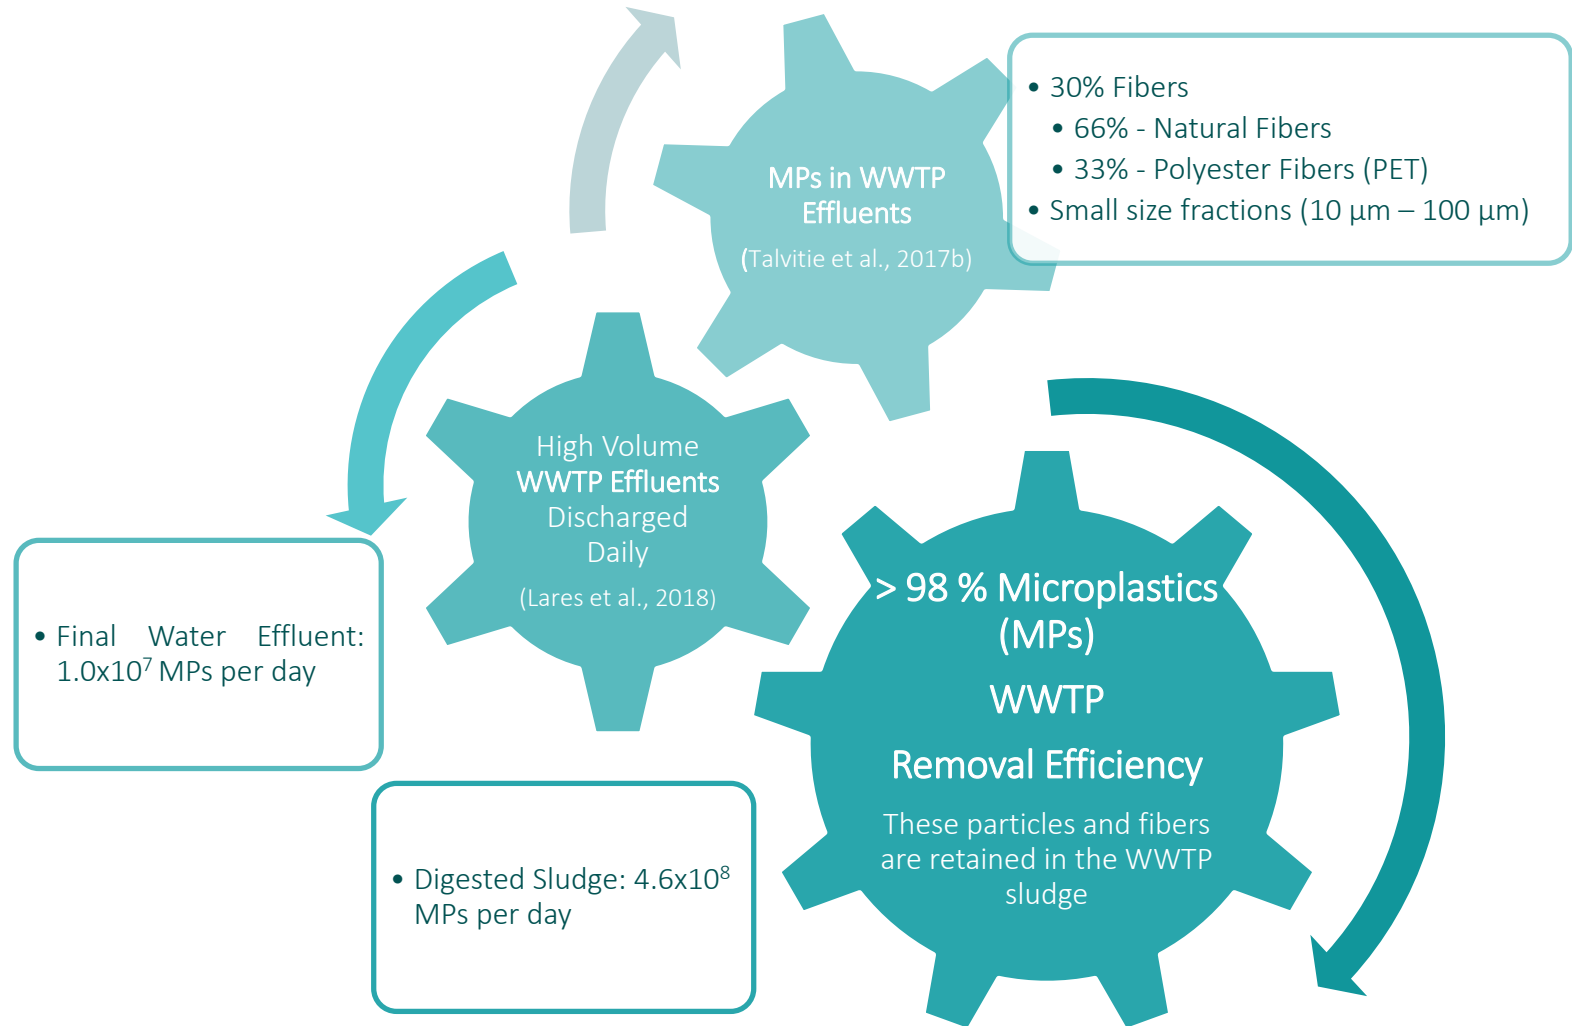 • 30% Fibers
• 66% - Natural Fibers
• 33% - Polyester Fibers (PET)
• Small size fractions (10 µm – 100 µm)
MPs in WWTP
Effluents
(Talvitie et al., 2017b)
High Volume
WWTP Effluents
Discharged
Daily
(Lares et al., 2018)
• Final Water Effluent:
1.0x10⁷ MPs per day
> 98 % Microplastics
(MPs)
WWTP
Removal Efficiency
These particles and fibers
are retained in the WWTP
sludge
• Digested Sludge: 4.6x10⁸
MPs per day